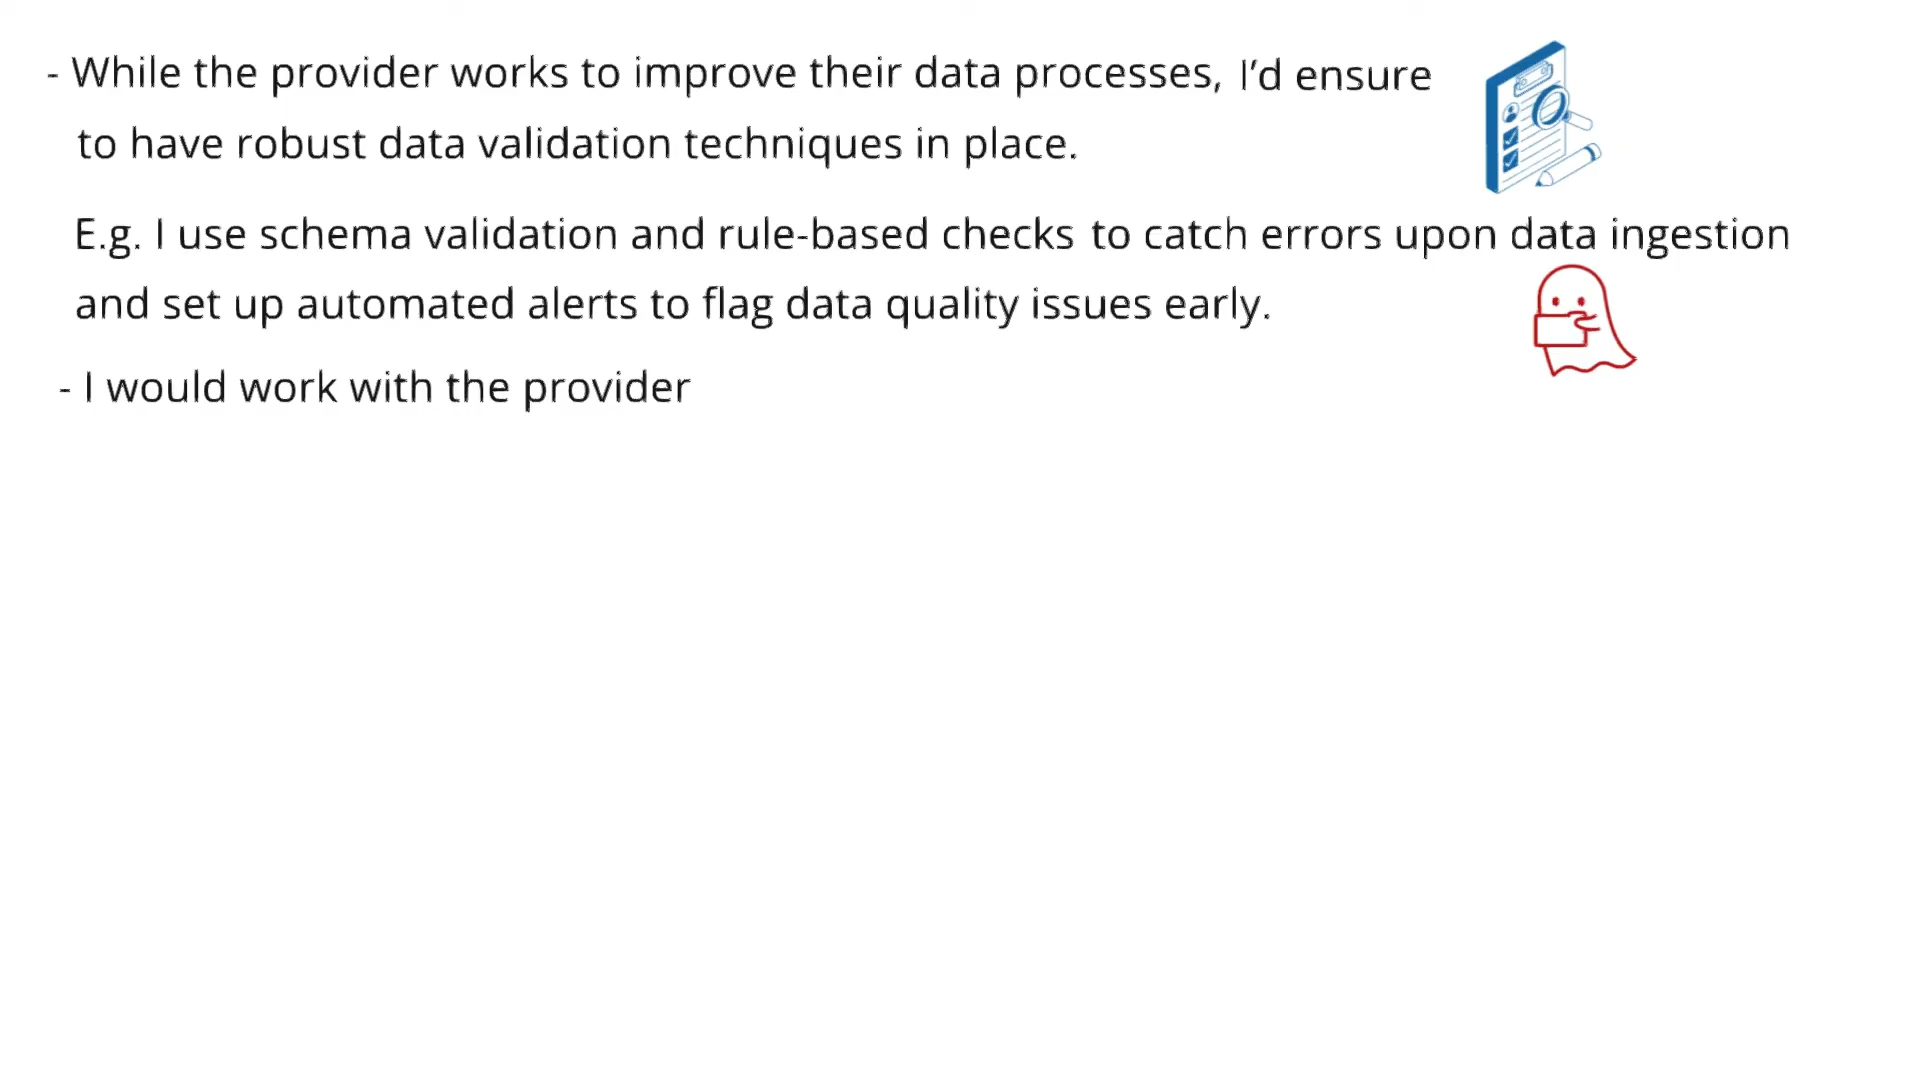 - While the provider works to improve their data processes, I’d ensure
to have robust data validation techniques in place.
E.g. I use schema validation and rule-based checks to catch errors upon data ingestion
and set up automated alerts to flag data quality issues early.
- I would work with the provider